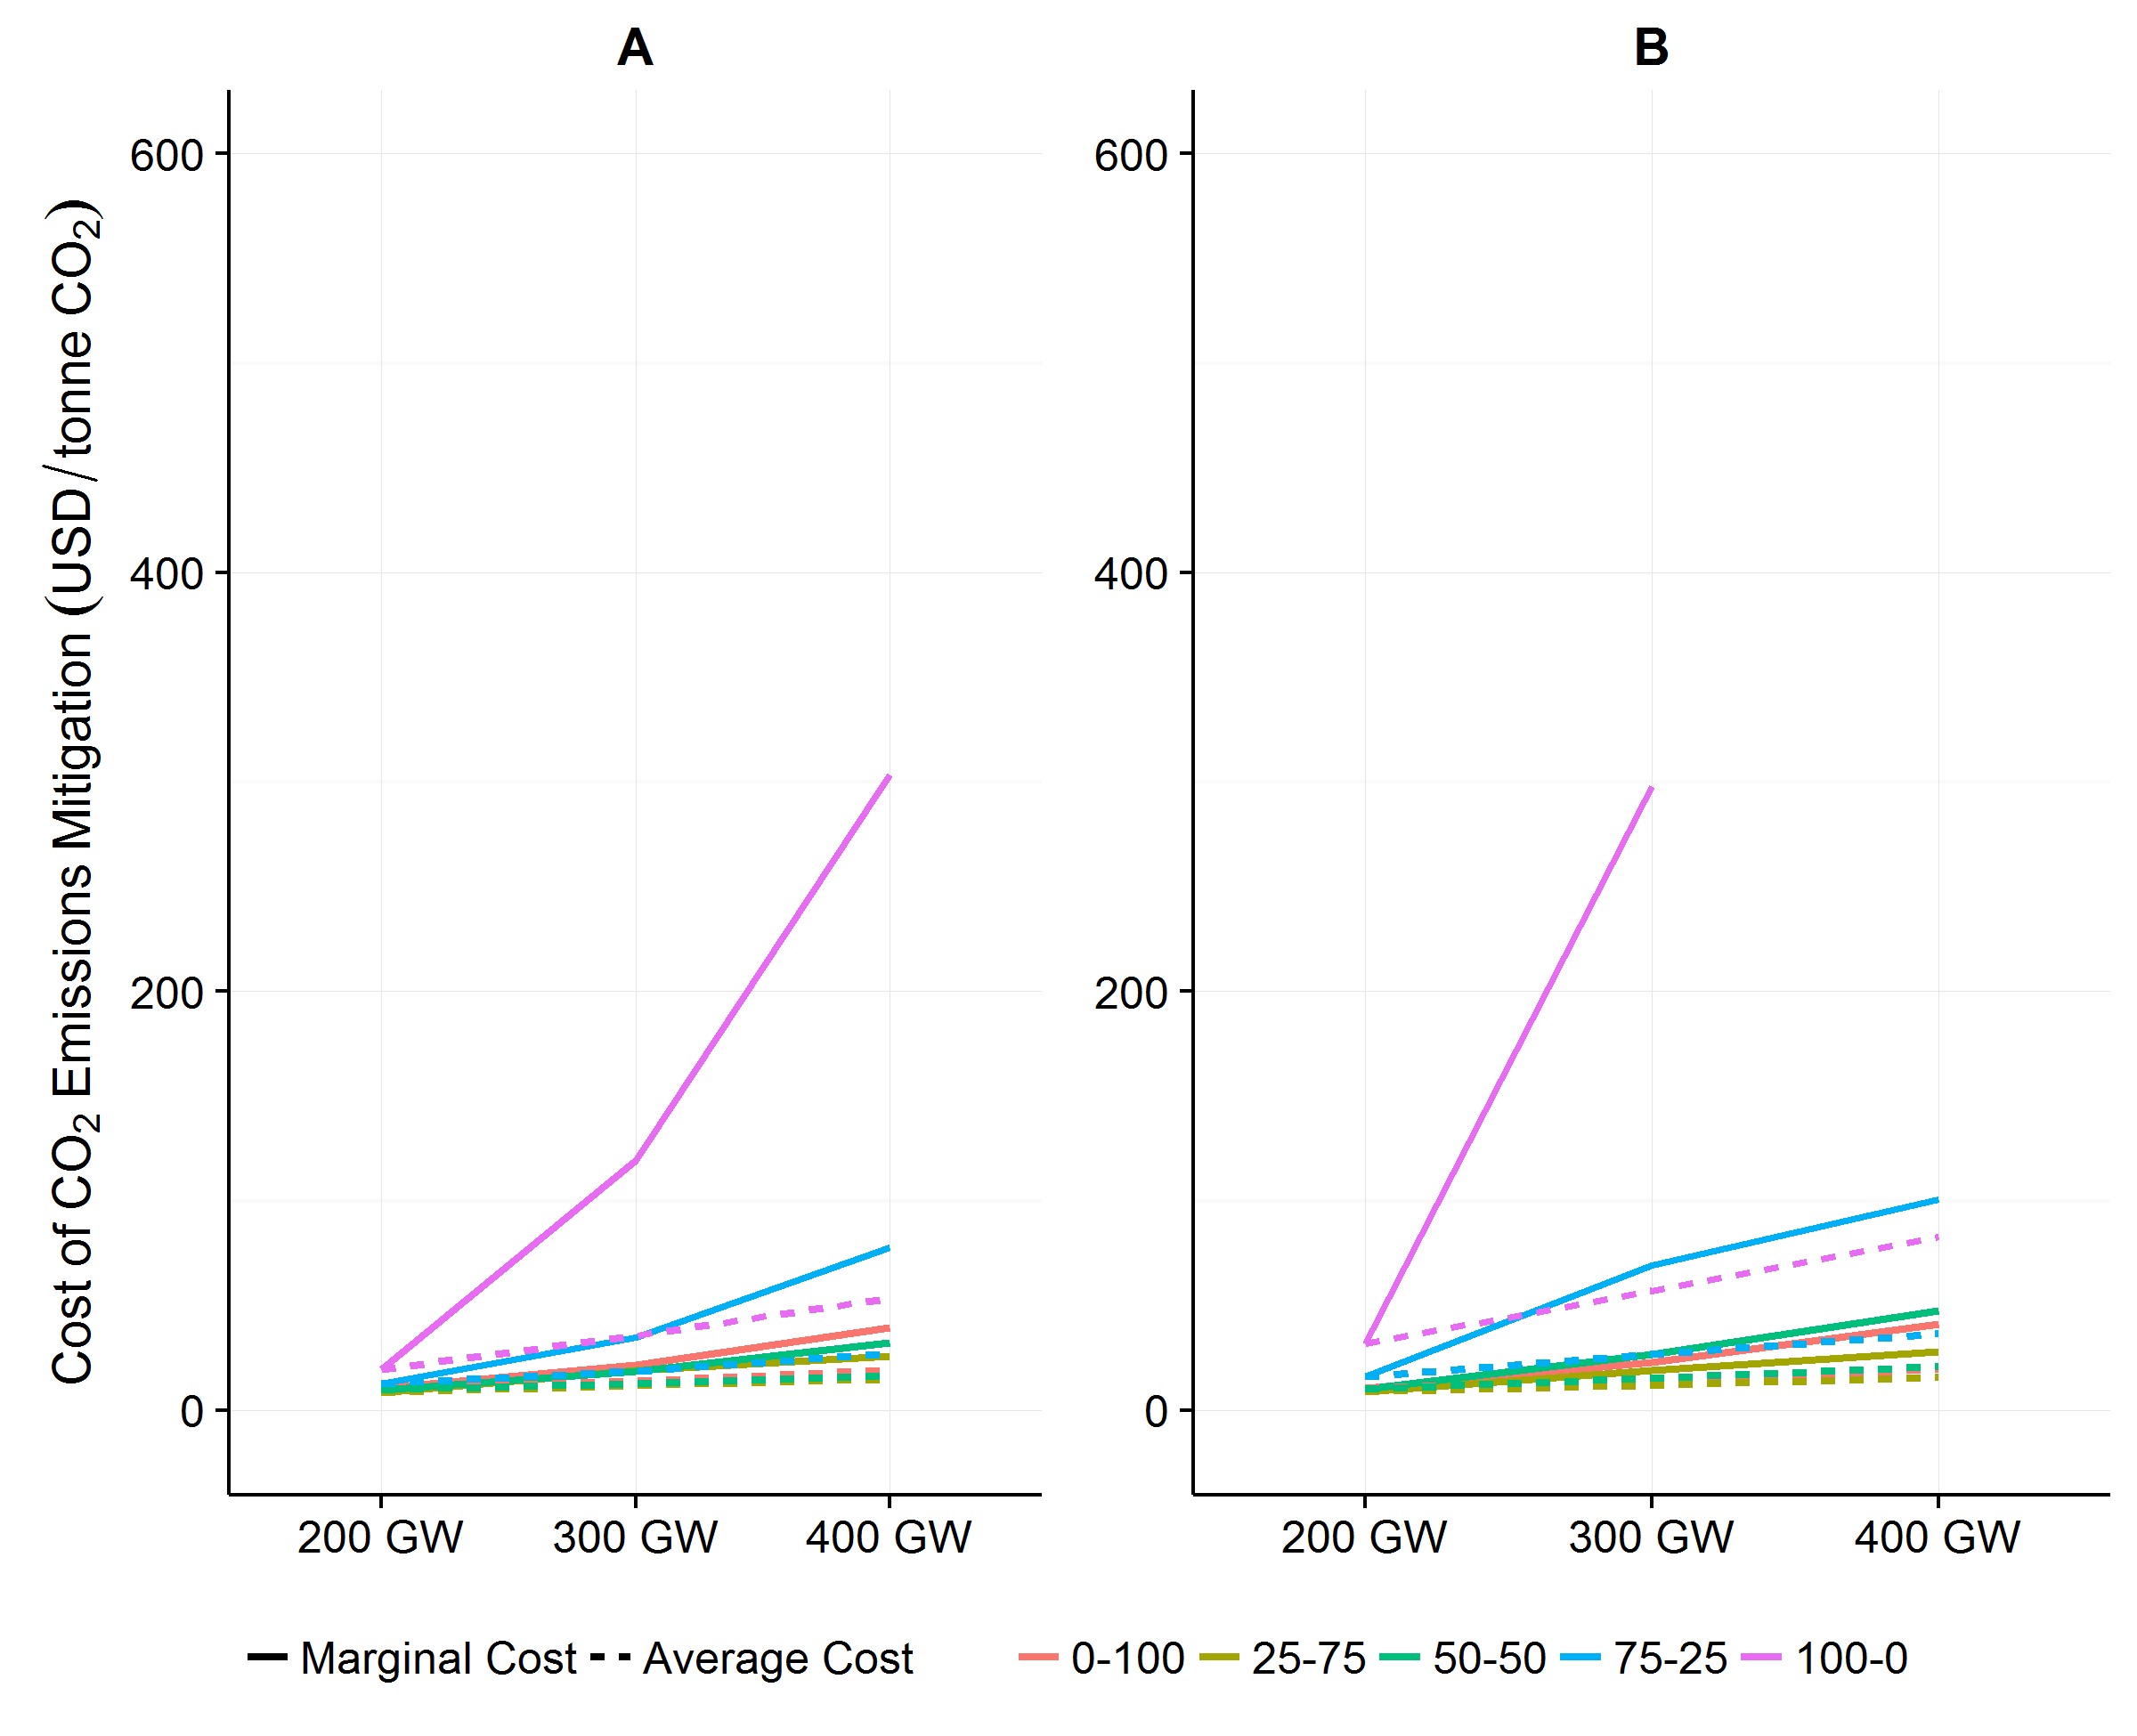 A
B
Cost of CO₂ Emissions Mitigation (USD/tonne CO₂)
600
400
200
0
600
400
200
0
200 GW 300 GW 400 GW
200 GW 300 GW 400 GW
Marginal Cost Average Cost 0-100 25-75 50-50 75-25 100-0